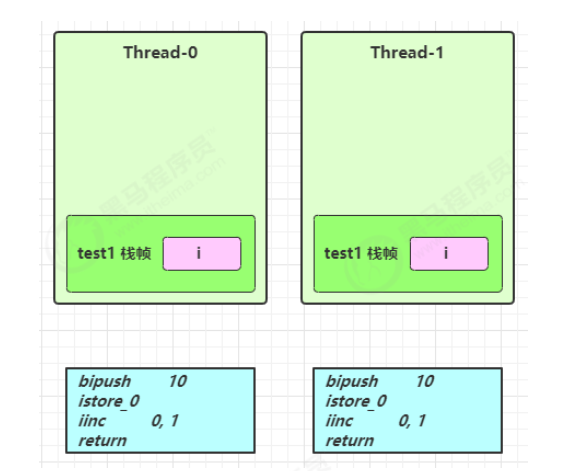 Thread-0
Thread-1
test1 栈帧
i
test1 栈帧
i
bipush 10
istore_0
iinc 0, 1
return
bipush 10
istore_0
iinc 0, 1
return